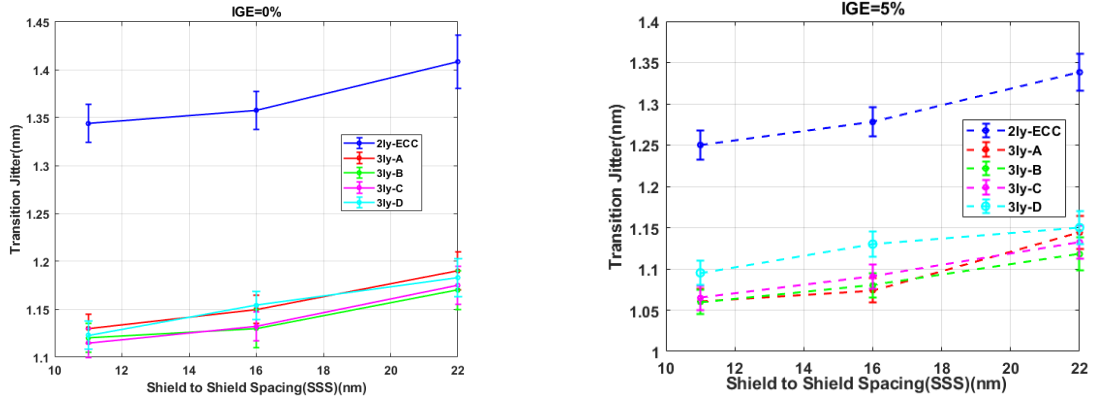 IGE=0%
1.45
1.4
1.35
1.3
1.25
1.2
1.15
1.1
Transition Jitter(nm)
2ly-ECC
3ly-A
3ly-B
3ly-C
3ly-D
10 12 14 16 18 20 22
Shield to Shield Spacing(SSS)(nm)
IGE=5%
1.4
1.35
1.3
1.25
1.2
1.15
1.1
1.05
1
Transition Jitter(nm)
2ly-ECC
3ly-A
3ly-B
3ly-C
3ly-D
10 12 14 16 18 20 22
Shield to Shield Spacing(SSS)(nm)